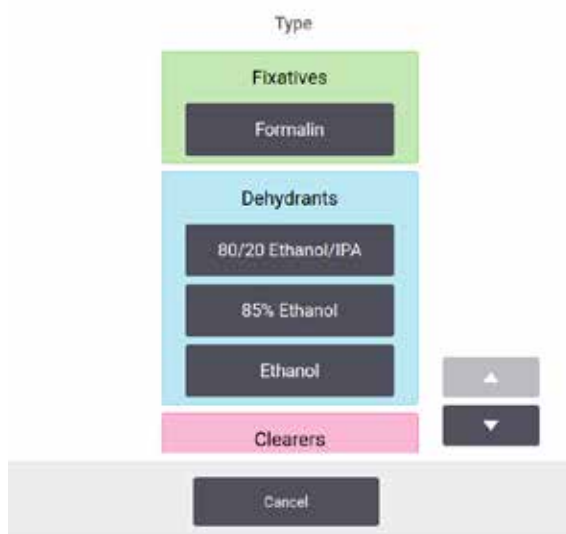 Type
Fixatives
Formalin
Dehydrants
80/20 Ethanol/IPA
85% Ethanol
Ethanol
Clearers
Cancel